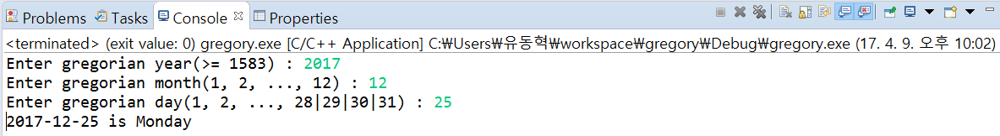 Problems Tasks Console Properties
<terminated> (exit value: 0) gregory.exe [C/C++ Application] C:₩Users₩유동혁₩workspace₩gregory₩Debug₩gregory.exe (17. 4. 9. 오후 10:02)
Enter gregorian year(>= 1583) : 2017
Enter gregorian month(1, 2, ..., 12) : 12
Enter gregorian day(1, 2, ..., 28|29|30|31) : 25
2017-12-25 is Monday